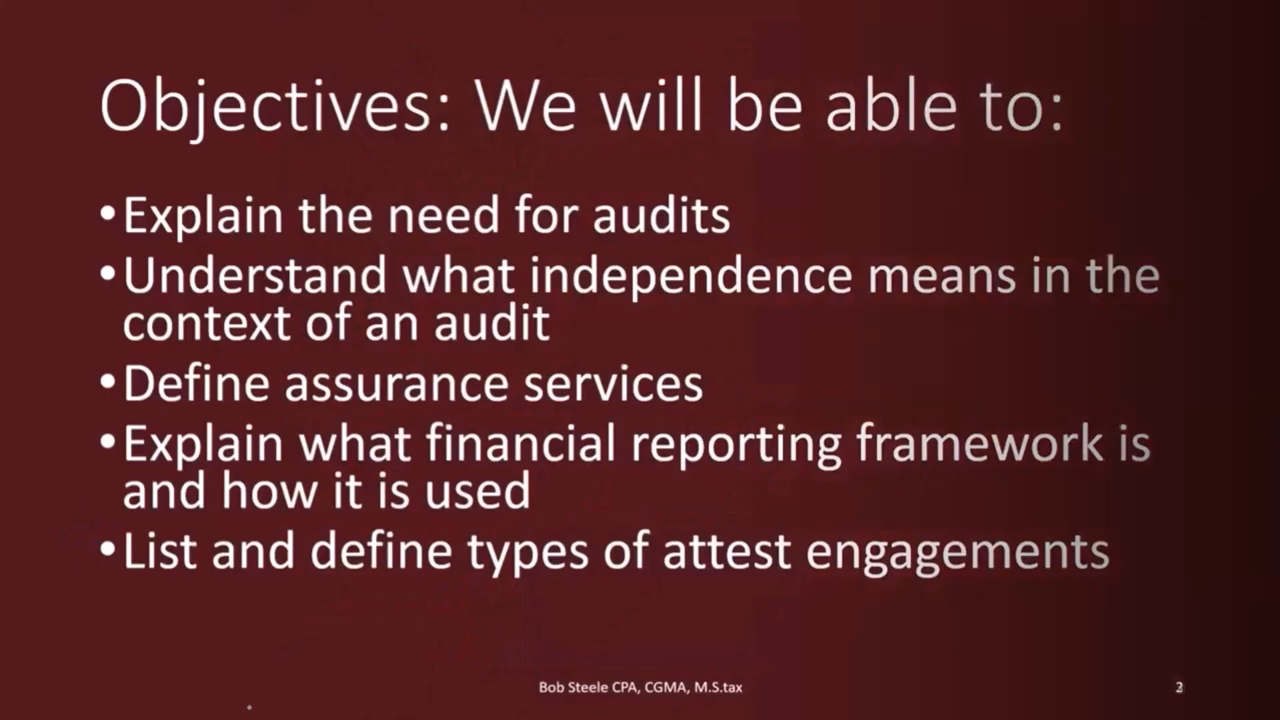 Objectives: We will be able to:
•Explain the need for audits
•Understand what independence means in the
context of an audit
•Define assurance services
•Explain what financial reporting framework is
and how it is used
•List and define types of attest engagements
Bob Steele CPA, CGMA, M.S.tax
2